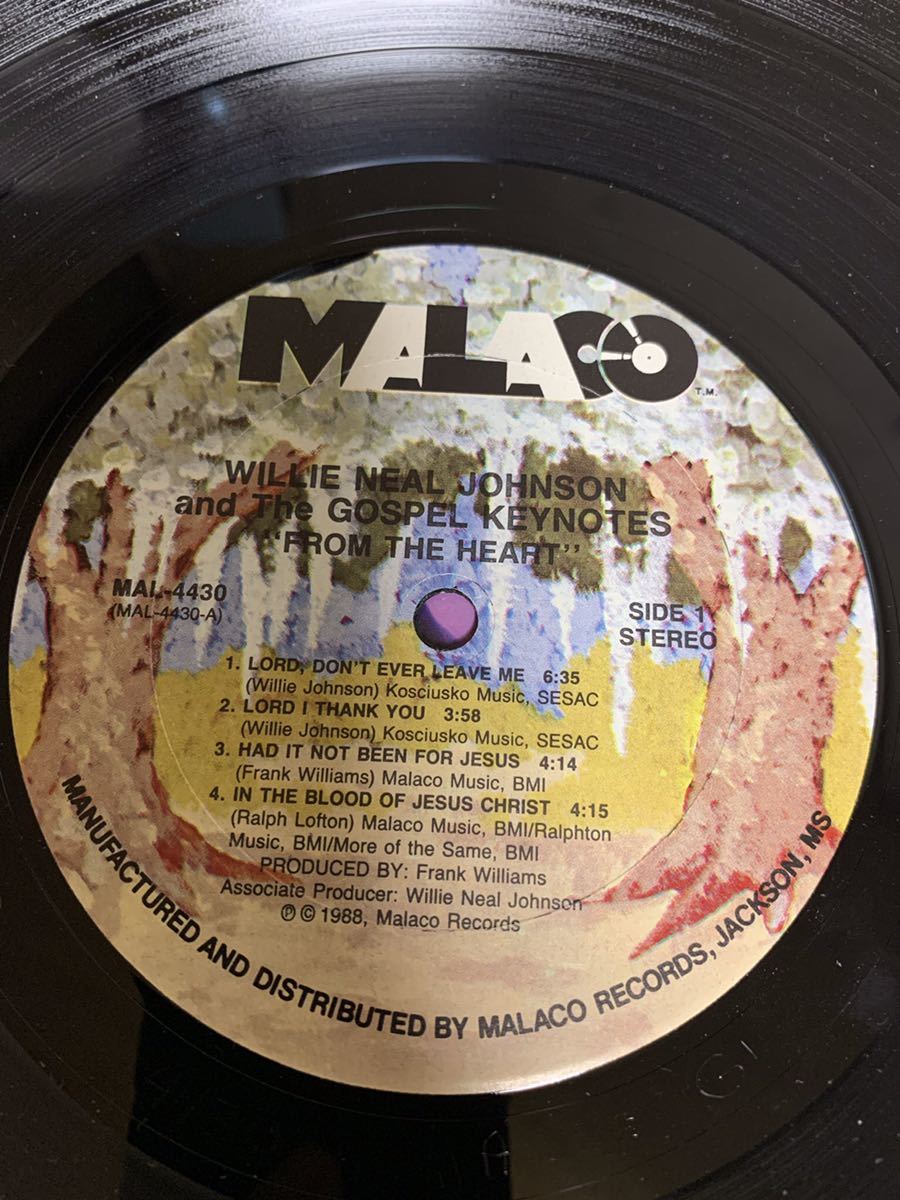 MALACO
T.M.
WILLIE NEAL JOHNSON
and The GOSPEL KEYNOTES
"FROM THE HEART"
MAL-4430
(MAL-4430-A)
SIDE 1
STEREO
1. LORD, DON'T EVER LEAVE ME 6:35
(Willie Johnson) Kosciusko Music, SESAC
2. LORD I THANK YOU 3:58
(Willie Johnson) Kosciusko Music, SESAC
3. HAD IT NOT BEEN FOR JESUS 4:14
(Frank Williams) Malaco Music, BMI
4. IN THE BLOOD OF JESUS CHRIST 4:15
(Ralph Lofton) Malaco Music, BMI/Ralphton
Music, BMI/More of the Same, BMI
PRODUCED BY: Frank Williams
Associate Producer: Willie Neal Johnson
℗ © 1988, Malaco Records
MANUFACTURED AND DISTRIBUTED BY MALACO RECORDS, JACKSON, MS